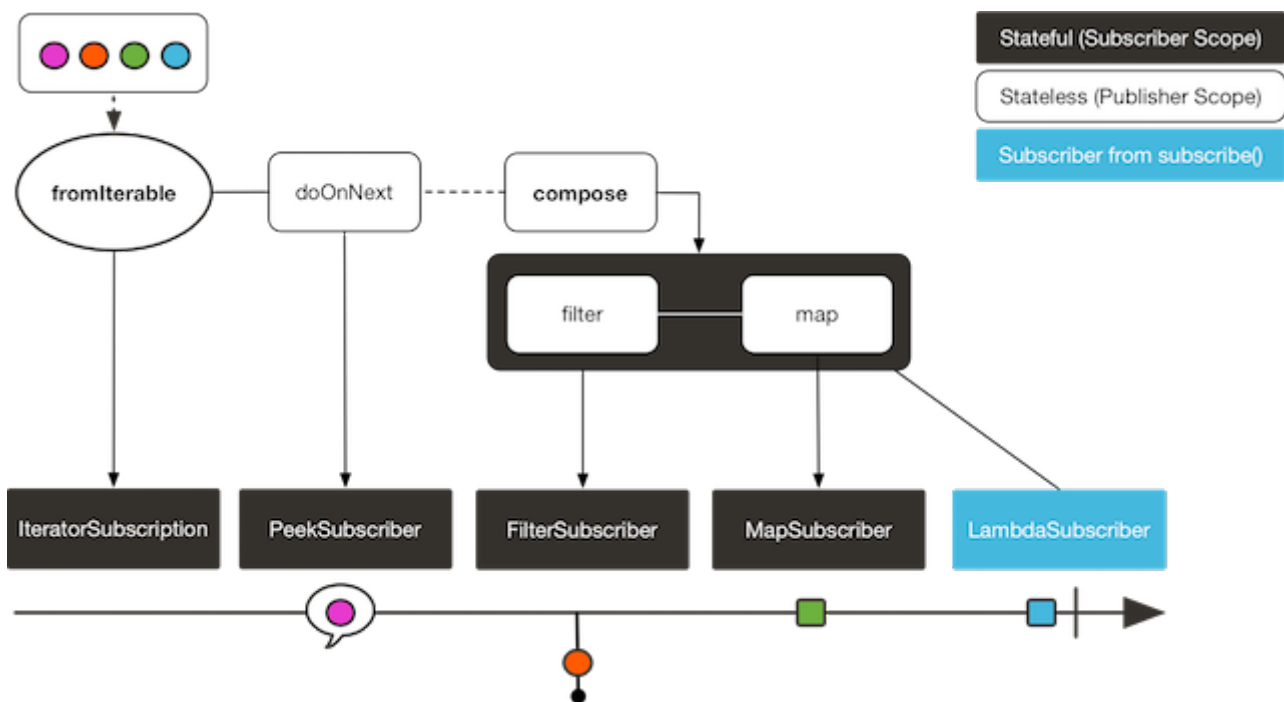 Stateful (Subscriber Scope)
Stateless (Publisher Scope)
Subscriber from subscribe()
fromIterable
doOnNext
compose
filter
map
IteratorSubscription
PeekSubscriber
FilterSubscriber
MapSubscriber
LambdaSubscriber